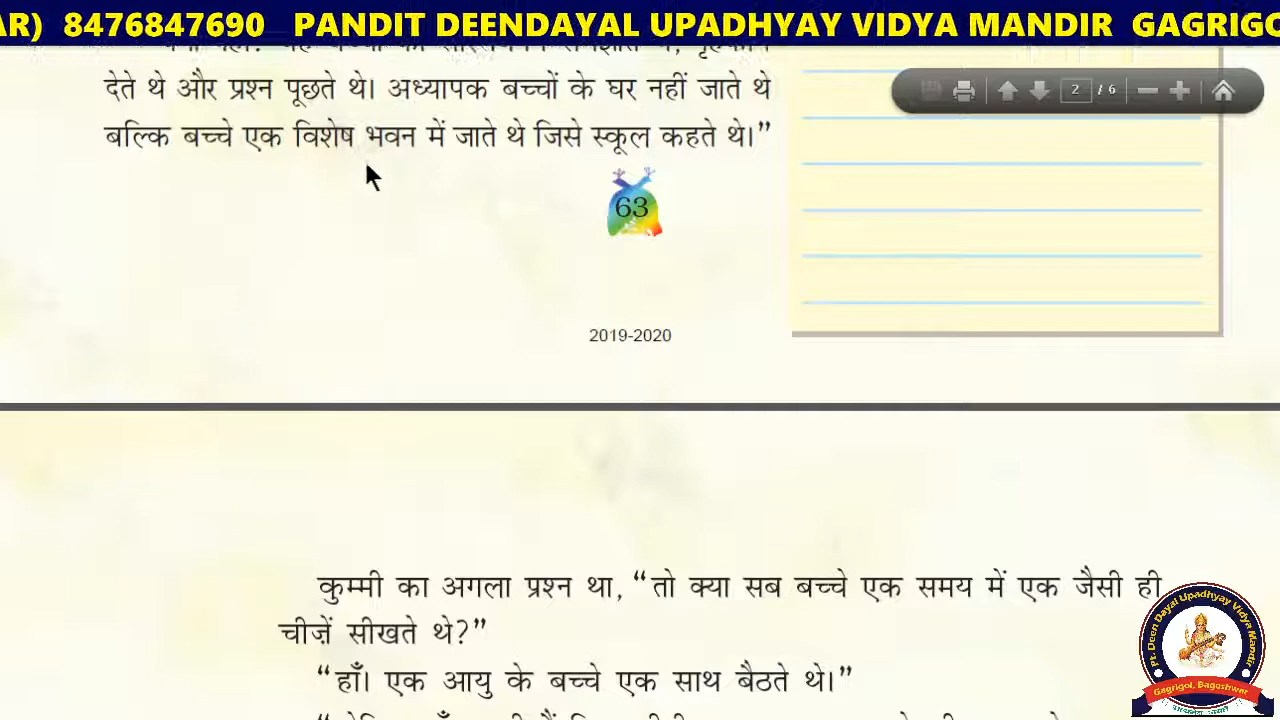 AR) 8476847690 PANDIT DEENDAYAL UPADHYAY VIDYA MANDIR GAGRIGO
देते थे और प्रश्न पूछते थे। अध्यापक बच्चों के घर नहीं जाते थे
बल्कि बच्चे एक विशेष भवन में जाते थे जिसे स्कूल कहते थे।”
2 / 6
63
2019-2020
कुम्मी का अगला प्रश्न था, “तो क्या सब बच्चे एक समय में एक जैसी ही
चीज़ें सीखते थे?”
“हाँ। एक आयु के बच्चे एक साथ बैठते थे।”
Pt. Deen Dayal Upadhyay Vidya Mandir
Gagrigol, Bageshwar